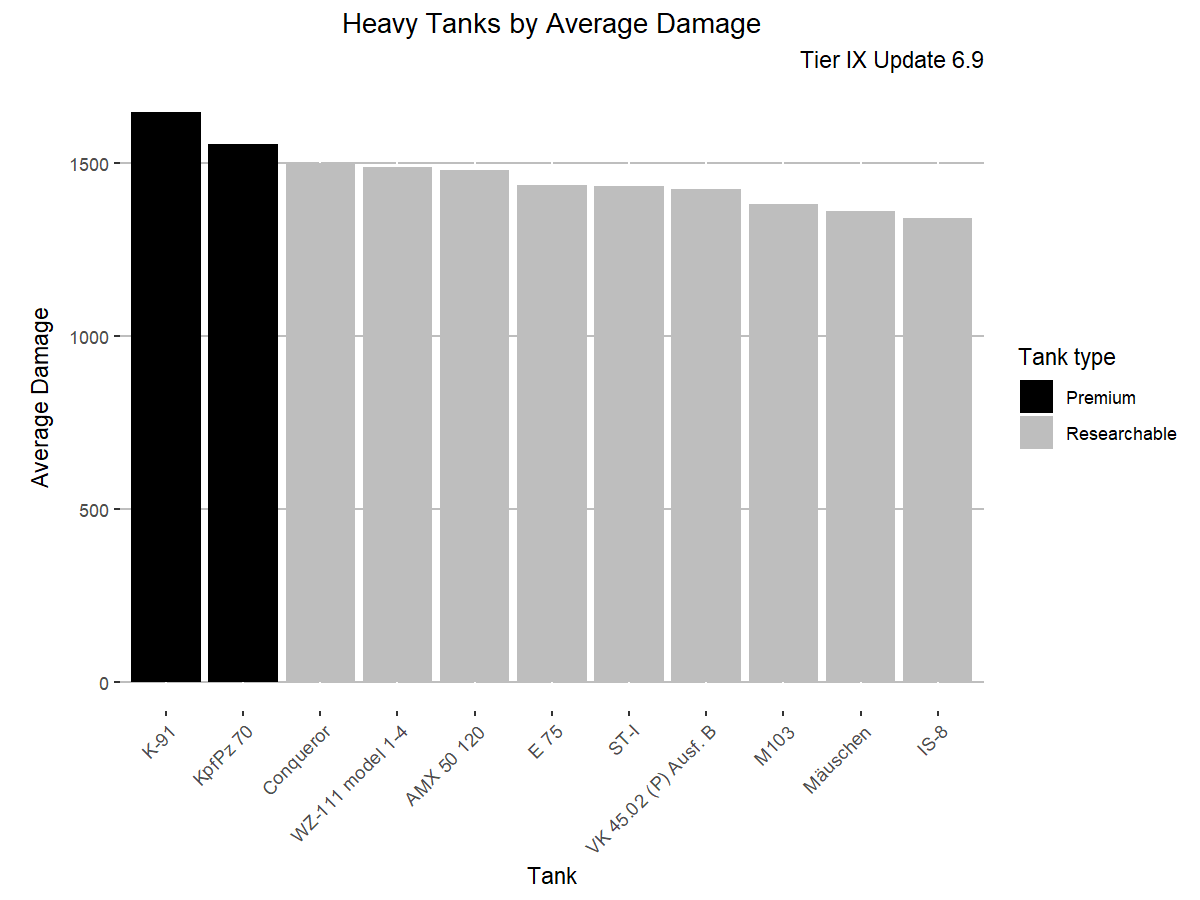 Heavy Tanks by Average Damage
Tier IX Update 6.9
Average Damage
1500
1000
500
0
K-91
KpfPz 70
Conqueror
WZ-111 model 1-4
AMX 50 120
E 75
ST-I
VK 45.02 (P) Ausf. B
M103
Mäuschen
IS-8
Tank
Tank type
Premium
Researchable